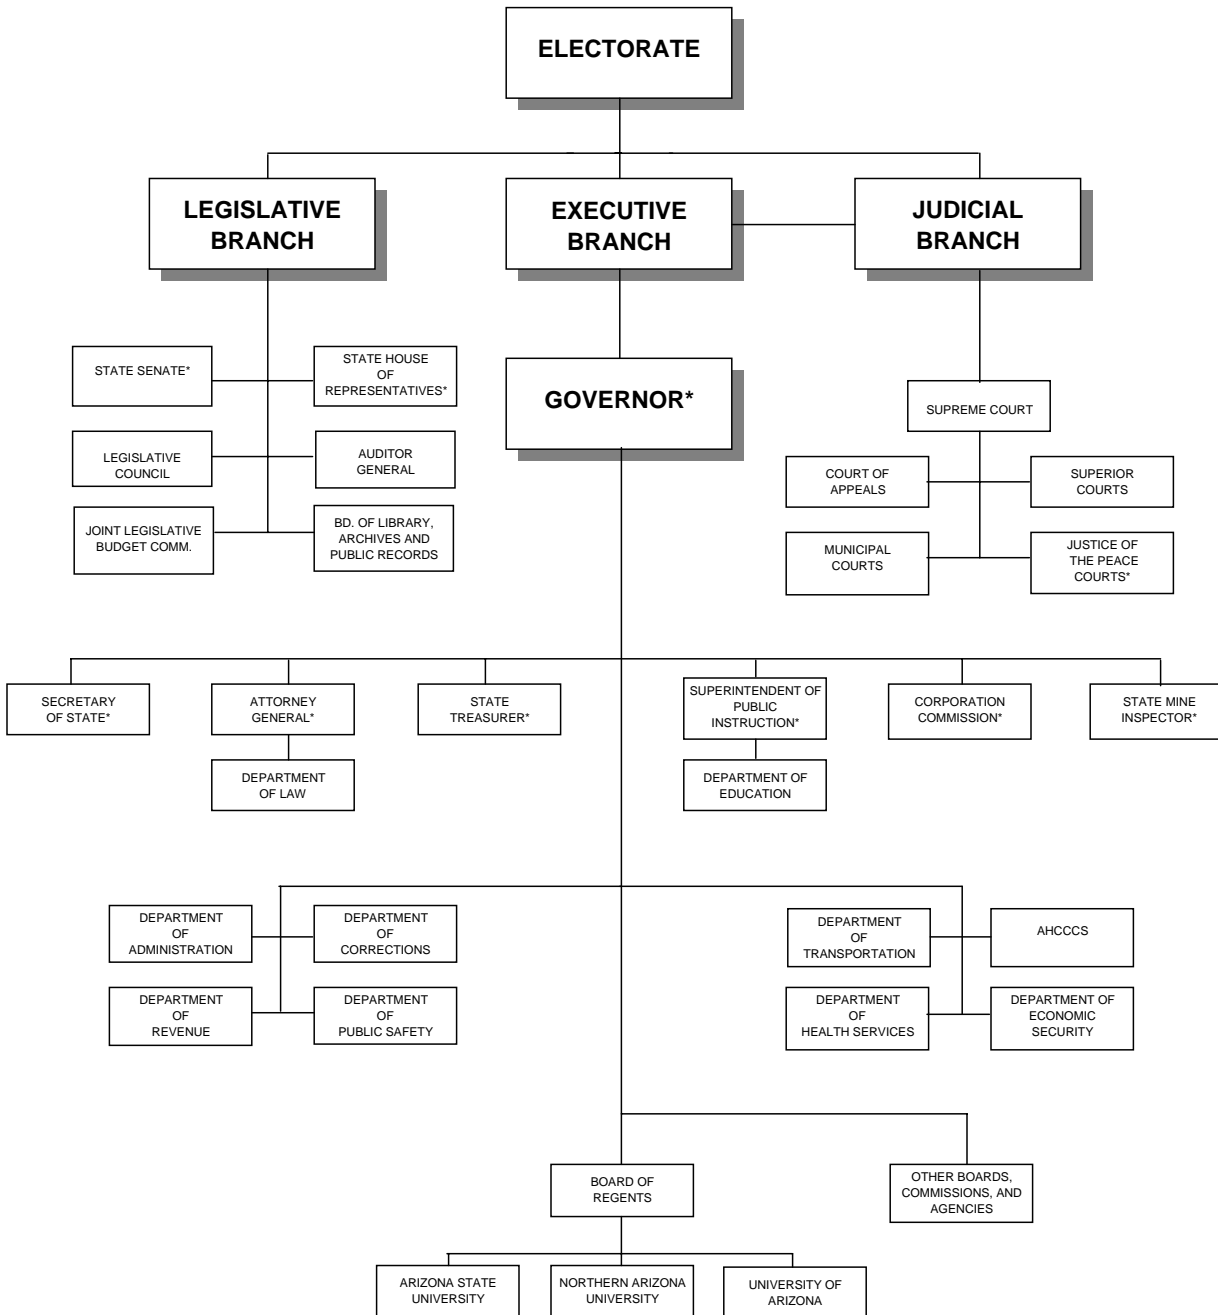 ELECTORATE
LEGISLATIVE
BRANCH
EXECUTIVE
BRANCH
JUDICIAL
BRANCH
STATE SENATE*
STATE HOUSE
OF
REPRESENTATIVES*
GOVERNOR*
SUPREME COURT
LEGISLATIVE
COUNCIL
AUDITOR
GENERAL
COURT OF
APPEALS
SUPERIOR
COURTS
JOINT LEGISLATIVE
BUDGET COMM.
BD. OF LIBRARY,
ARCHIVES AND
PUBLIC RECORDS
MUNICIPAL
COURTS
JUSTICE OF
THE PEACE
COURTS*
SECRETARY
OF STATE*
ATTORNEY
GENERAL*
STATE
TREASURER*
SUPERINTENDENT OF
PUBLIC
INSTRUCTION*
CORPORATION
COMMISSION*
STATE MINE
INSPECTOR*
DEPARTMENT
OF LAW
DEPARTMENT OF
EDUCATION
DEPARTMENT
OF
ADMINISTRATION
DEPARTMENT
OF
CORRECTIONS
DEPARTMENT
OF
TRANSPORTATION
AHCCCS
DEPARTMENT
OF
REVENUE
DEPARTMENT
OF
PUBLIC SAFETY
DEPARTMENT
OF
HEALTH SERVICES
DEPARTMENT OF
ECONOMIC
SECURITY
BOARD OF
REGENTS
OTHER BOARDS,
COMMISSIONS, AND
AGENCIES
ARIZONA STATE
UNIVERSITY
NORTHERN ARIZONA
UNIVERSITY
UNIVERSITY OF
ARIZONA